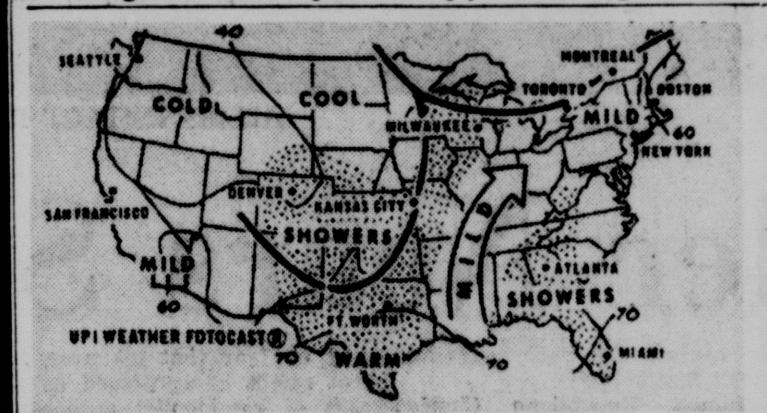 40
SEATTLE
MONTREAL
TORONTO
BOSTON
COLD
COOL
MILD
MILWAUKEE
60
NEW YORK
DENVER
KANSAS CITY
SAN FRANCISCO
MILD
SHOWERS
MILD
ATLANTA
60
SHOWERS
70
FT. WORTH
UPI WEATHER FOTOCAST®
70
WARM
70
MIAMI